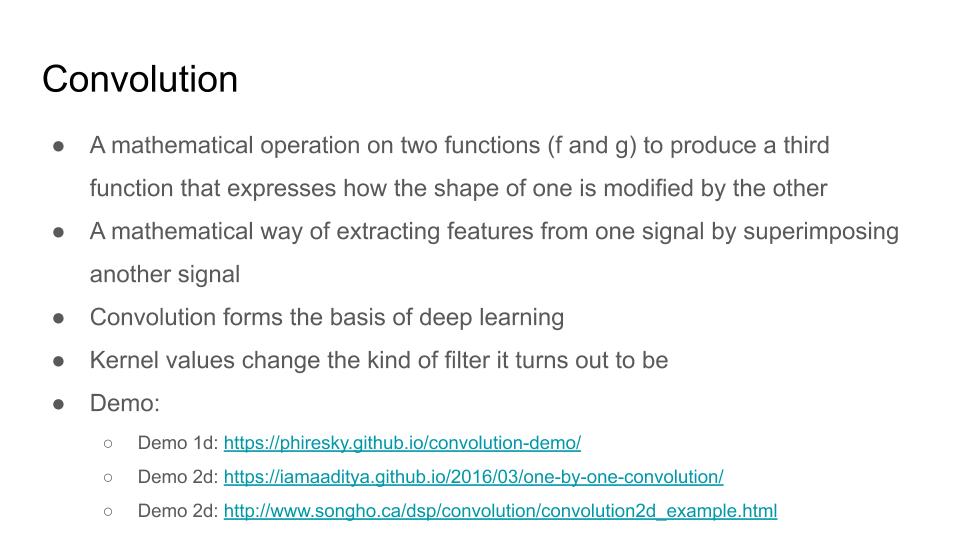 Convolution
● A mathematical operation on two functions (f and g) to produce a third
function that expresses how the shape of one is modified by the other
● A mathematical way of extracting features from one signal by superimposing
another signal
● Convolution forms the basis of deep learning
● Kernel values change the kind of filter it turns out to be
● Demo:
○ Demo 1d: https://phiresky.github.io/convolution-demo/
○ Demo 2d: https://iamaaditya.github.io/2016/03/one-by-one-convolution/
○ Demo 2d: http://www.songho.ca/dsp/convolution/convolution2d_example.html